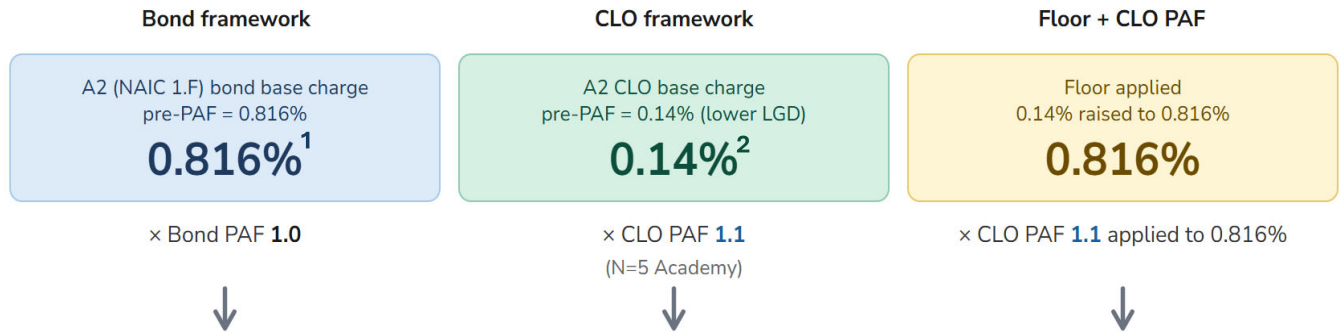 Bond framework
A2 (NAIC 1.F) bond base charge
pre-PAF = 0.816%
0.816%¹
× Bond PAF 1.0
CLO framework
A2 CLO base charge
pre-PAF = 0.14% (lower LGD)
0.14%²
× CLO PAF 1.1
(N=5 Academy)
Floor + CLO PAF
Floor applied
0.14% raised to 0.816%
0.816%
× CLO PAF 1.1 applied to 0.816%